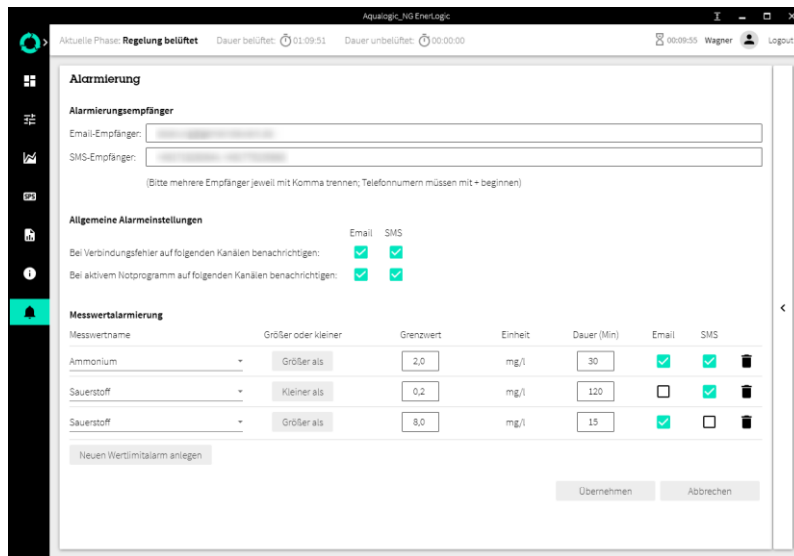 Aqualogic_NG EnerLogic
Aktuelle Phase: Regelung belüftet Dauer belüftet: 01:09:51 Dauer unbelüftet: 00:00:00 00:09:55 Wagner Logout
Alarmierung
Alarmierungsempfänger
Email-Empfänger:
SMS-Empfänger:
(Bitte mehrere Empfänger jeweil mit Komma trennen; Telefonnumern müssen mit + beginnen)
Allgemeine Alarmeinstellungen
Email SMS
Bei Verbindungsfehler auf folgenden Kanälen benachrichtigen:
Bei aktivem Notprogramm auf folgenden Kanälen benachrichtigen:
SPS
Messwertalarmierung
Messwertname Größer oder kleiner Grenzwert Einheit Dauer (Min) Email SMS
Ammonium Größer als 2,0 mg/l 30
Sauerstoff Kleiner als 0,2 mg/l 120
Sauerstoff Größer als 8,0 mg/l 15
Neuen Wertlimitalarm anlegen
Übernehmen Abbrechen